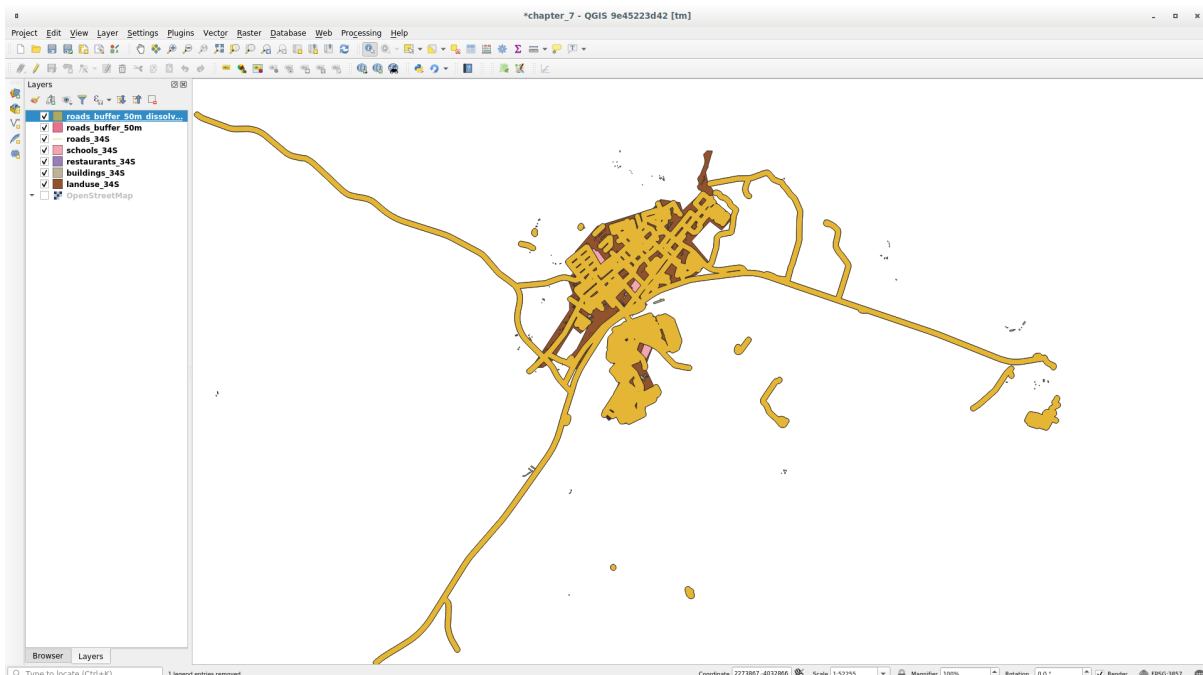 *chapter_7 - QGIS 9e45223d42 [tm]
Project Edit View Layer Settings Plugins Vector Raster Database Web Processing Help
Layers
roads_buffer_50m_dissolv...
roads_buffer_50m
roads_34S
schools_34S
restaurants_34S
buildings_34S
landuse_34S
OpenStreetMap
Browser Layers
Type to locate (Ctrl+K) 1 legend entries removed Coordinate 2273867,-4032866 Scale 1:52255 Magnifier 100% Rotation 0,0 ° Render EPSG:3857